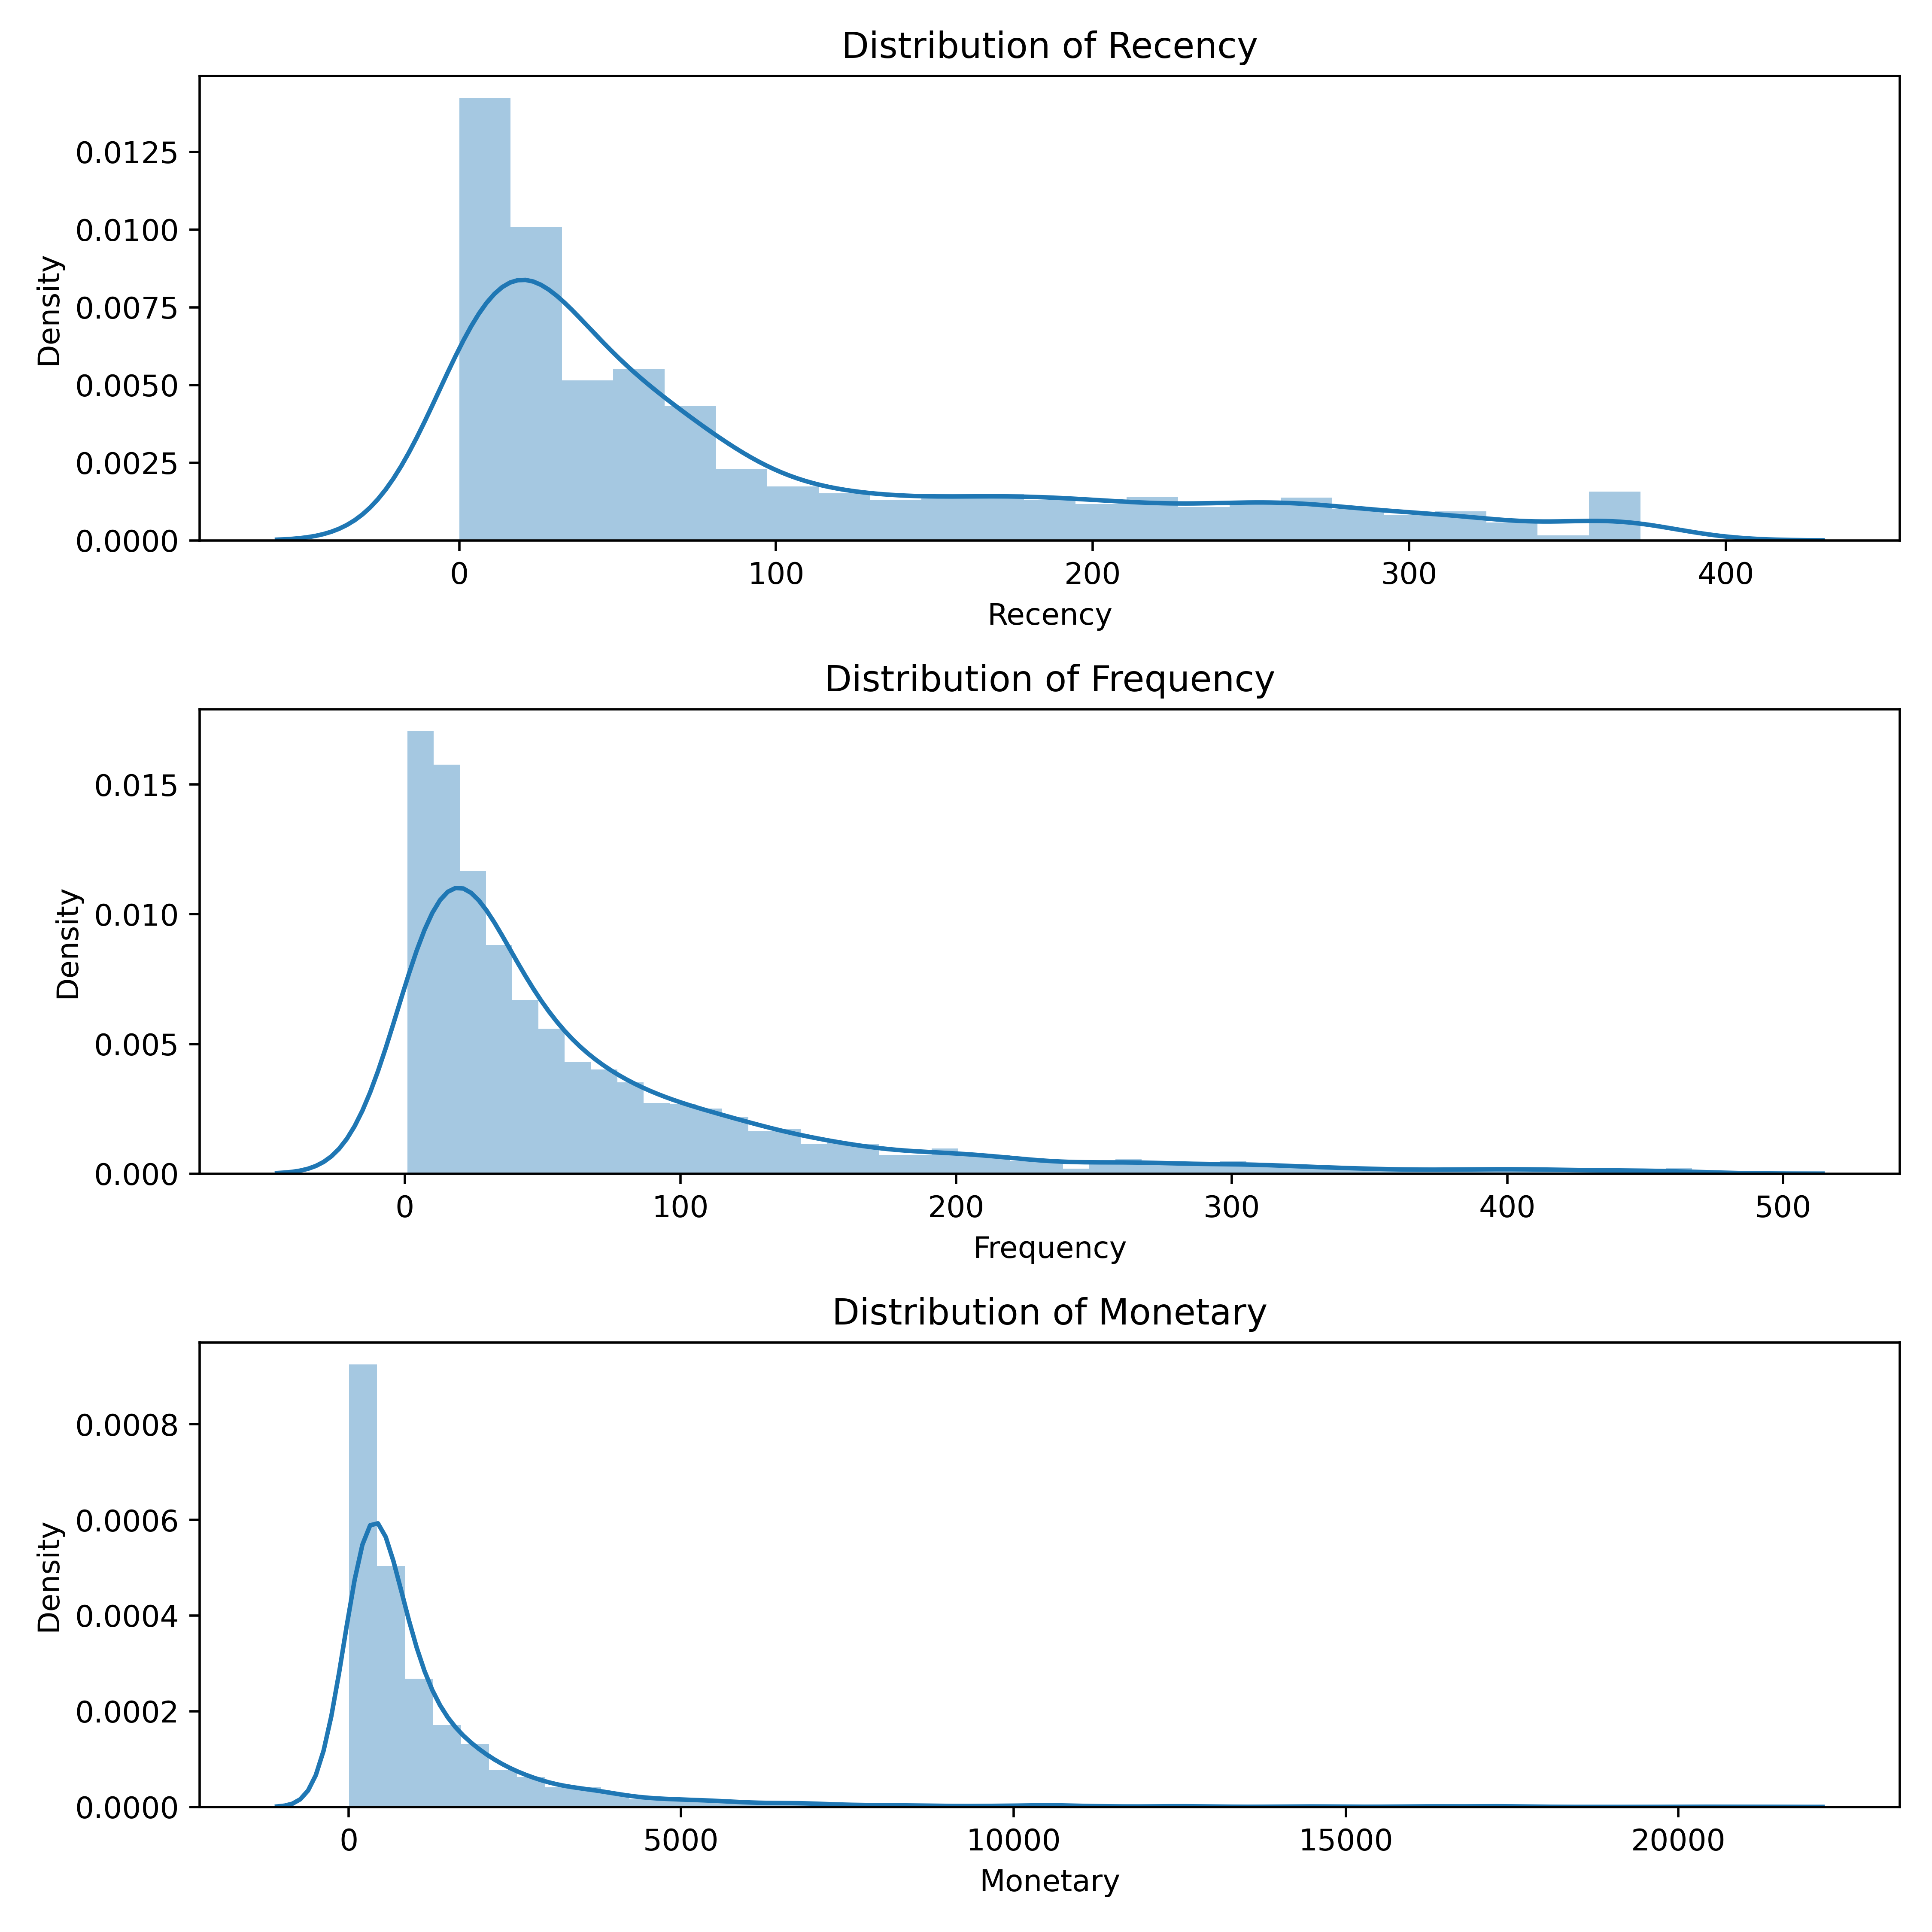 Distribution of Recency
0.0125
0.0100
0.0075
0.0050
0.0025
0.0000
Density
0 100 200 300 400
Recency
Distribution of Frequency
0.015
0.010
0.005
0.000
Density
0 100 200 300 400 500
Frequency
Distribution of Monetary
0.0008
0.0006
0.0004
0.0002
0.0000
Density
0 5000 10000 15000 20000
Monetary